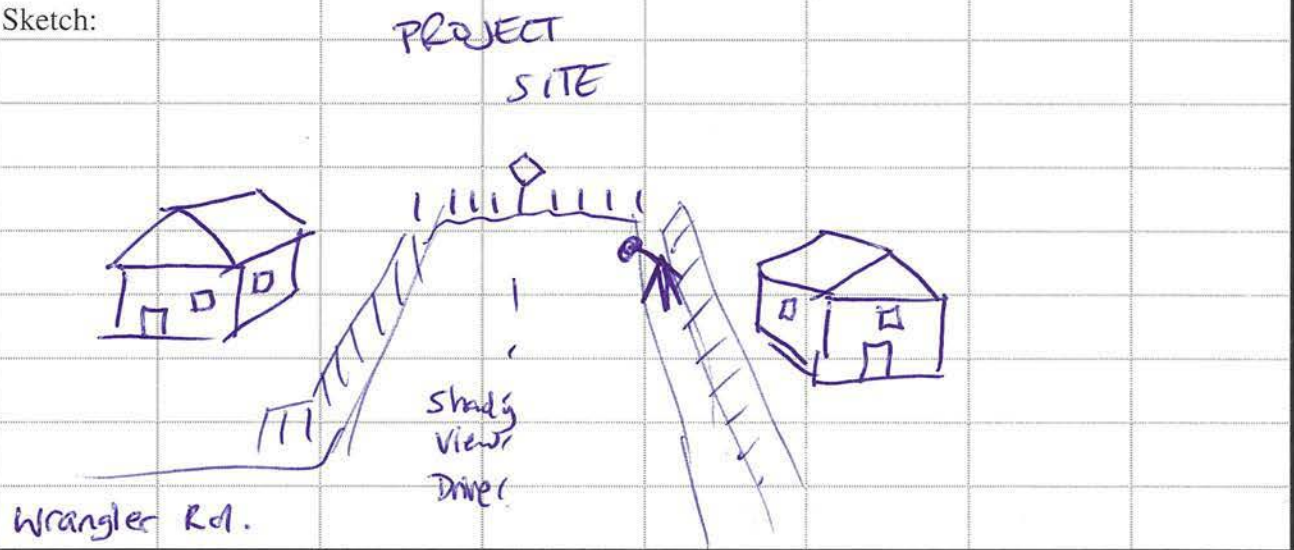 Sketch:
PROJECT
SITE
Shady
View
Drive
Wrangler Rd.